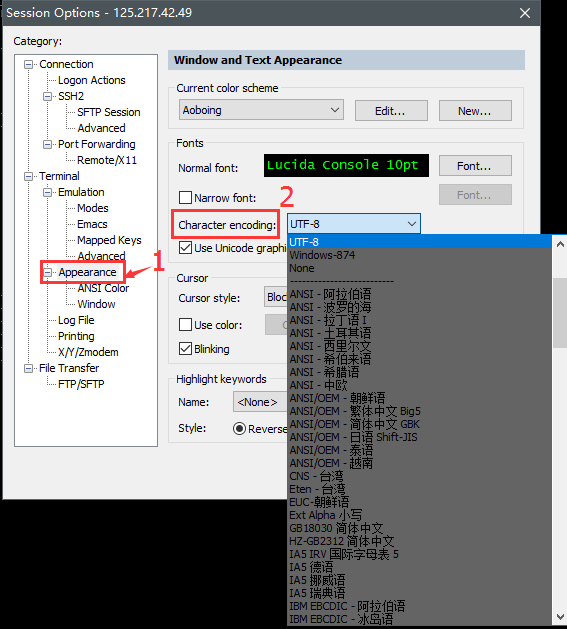 Session Options - 125.217.42.49
Category:
Connection
Logon Actions
SSH2
SFTP Session
Advanced
Port Forwarding
Remote/X11
Terminal
Emulation
Modes
Emacs
Mapped Keys
Advanced
Appearance
ANSI Color
Window
Log File
Printing
X/Y/Zmodem
File Transfer
FTP/SFTP
1
Window and Text Appearance
Current color scheme
Aoboing
Edit...
New...
Fonts
Normal font:
Lucida Console 10pt
Font...
Narrow font:
Font...
2
Character encoding:
UTF-8
Use Unicode graphi
Cursor
Cursor style:
Bloc
Use color:
Blinking
Highlight keywords
Name:
<None>
Style:
Reverse
UTF-8
Windows-874
None
--------------------------
ANSI - 阿拉伯语
ANSI - 波罗的海
ANSI - 拉丁语 I
ANSI - 土耳其语
ANSI - 西里尔文
ANSI - 希伯来语
ANSI - 希腊语
ANSI - 中欧
ANSI/OEM - 朝鲜语
ANSI/OEM - 繁体中文 Big5
ANSI/OEM - 简体中文 GBK
ANSI/OEM - 日语 Shift-JIS
ANSI/OEM - 泰语
ANSI/OEM - 越南
CNS - 台湾
Eten - 台湾
EUC-朝鲜语
Ext Alpha 小写
GB18030 简体中文
HZ-GB2312 简体中文
IA5 IRV 国际字母表 5
IA5 德语
IA5 挪威语
IA5 瑞典语
IBM EBCDIC - 阿拉伯语
IBM EBCDIC - 冰岛语